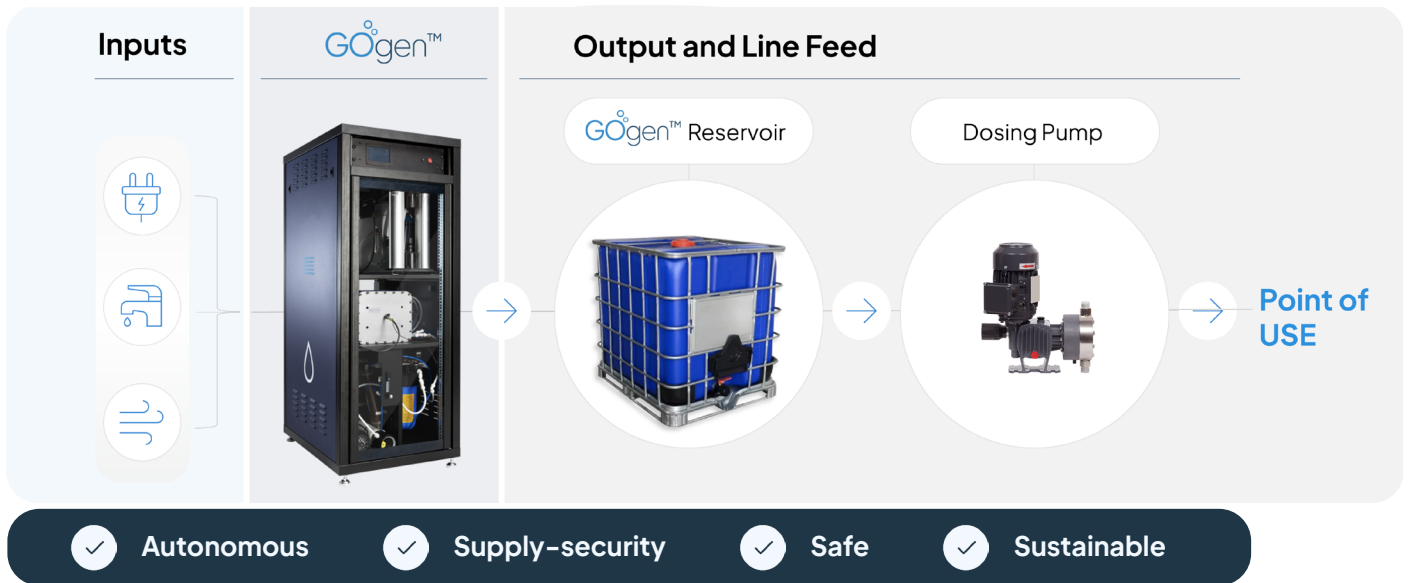 Inputs
GOgen™
Output and Line Feed
GOgen™ Reservoir
Dosing Pump
Point of
USE
Autonomous
Supply-security
Safe
Sustainable